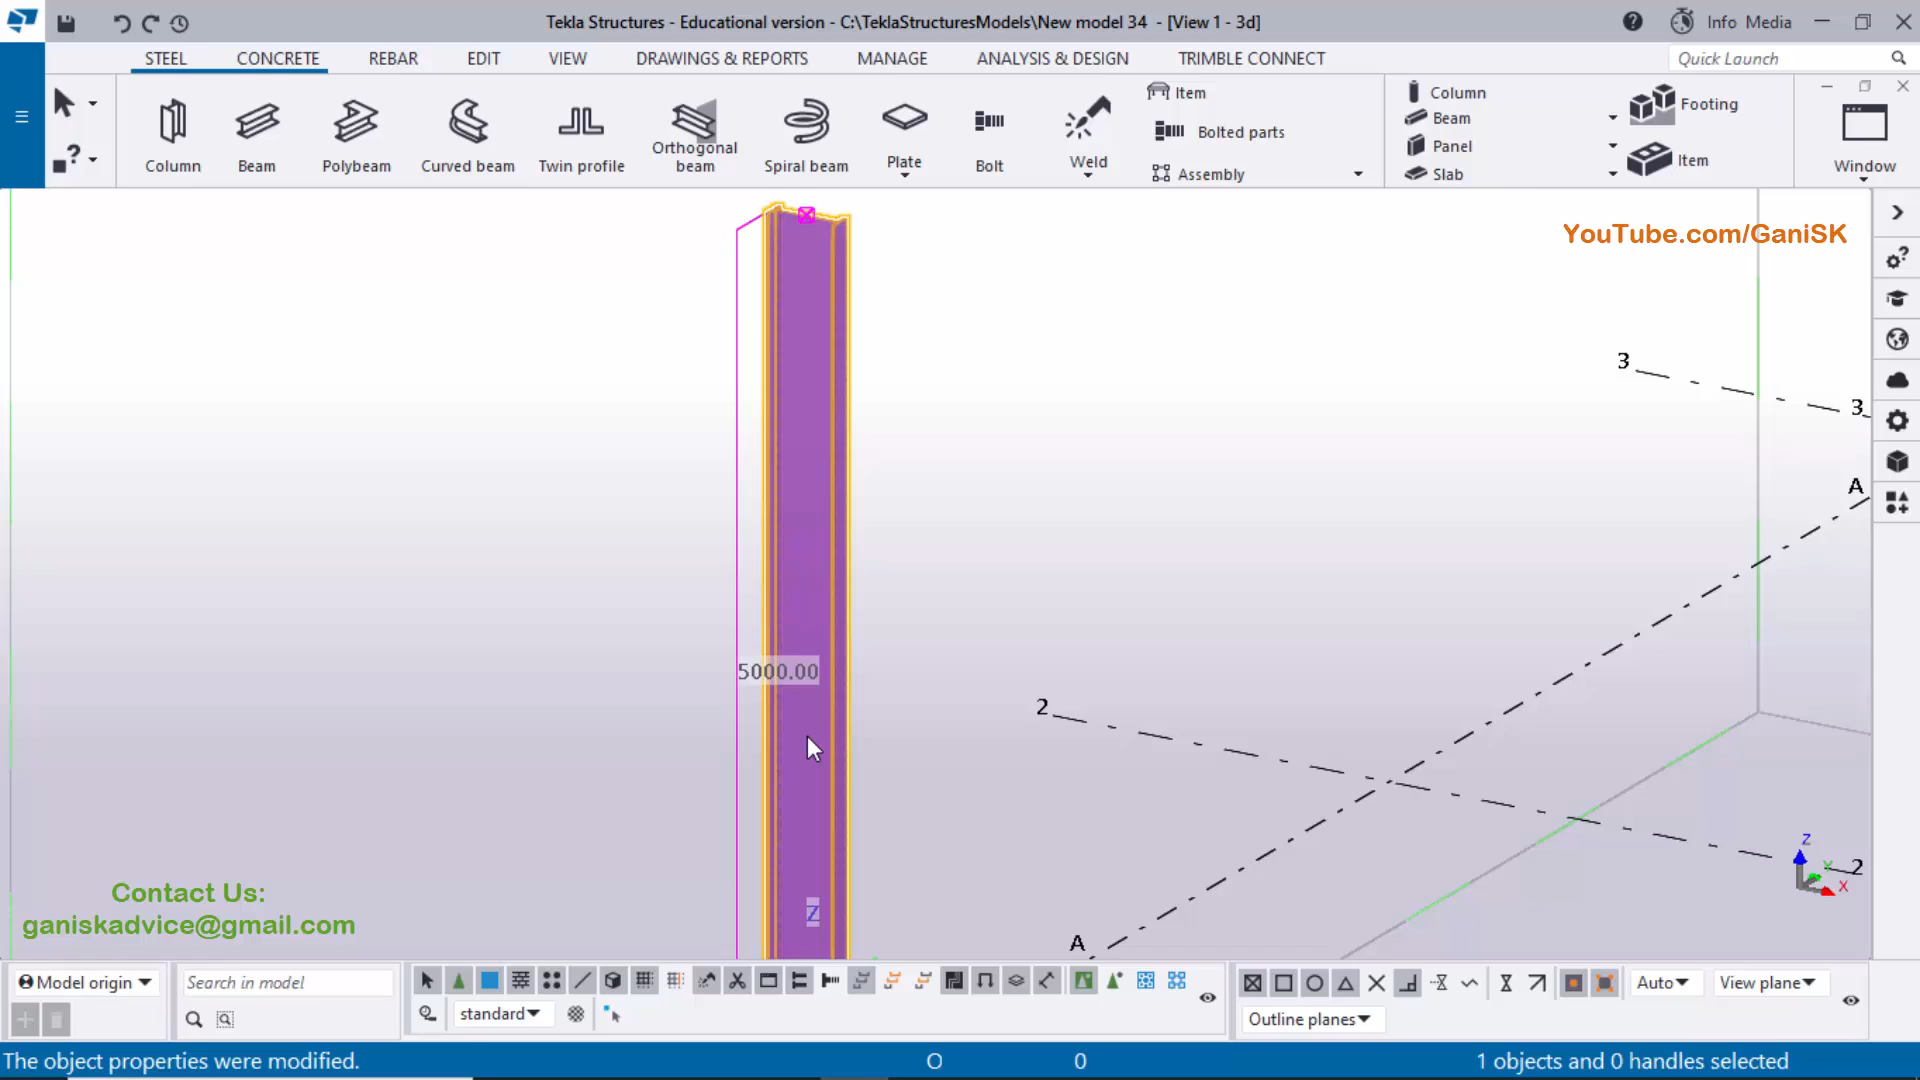 Tekla Structures - Educational version - C:\TeklaStructuresModels\New model 34 - [View 1 - 3d]
Info Media
STEEL CONCRETE REBAR EDIT VIEW DRAWINGS & REPORTS MANAGE ANALYSIS & DESIGN TRIMBLE CONNECT
Quick Launch
Column
Beam
Polybeam
Curved beam
Twin profile
Orthogonal
beam
Spiral beam
Plate
Bolt
Weld
Item
Bolted parts
Assembly
Column
Beam
Panel
Slab
Footing
Item
Window
YouTube.com/GaniSK
3
3
A
2
5000.00
Z
Z
Y
X
2
A
Contact Us:
ganiskadvice@gmail.com
Model origin
Search in model
standard
Auto
View plane
Outline planes
The object properties were modified.
O
0
1 objects and 0 handles selected